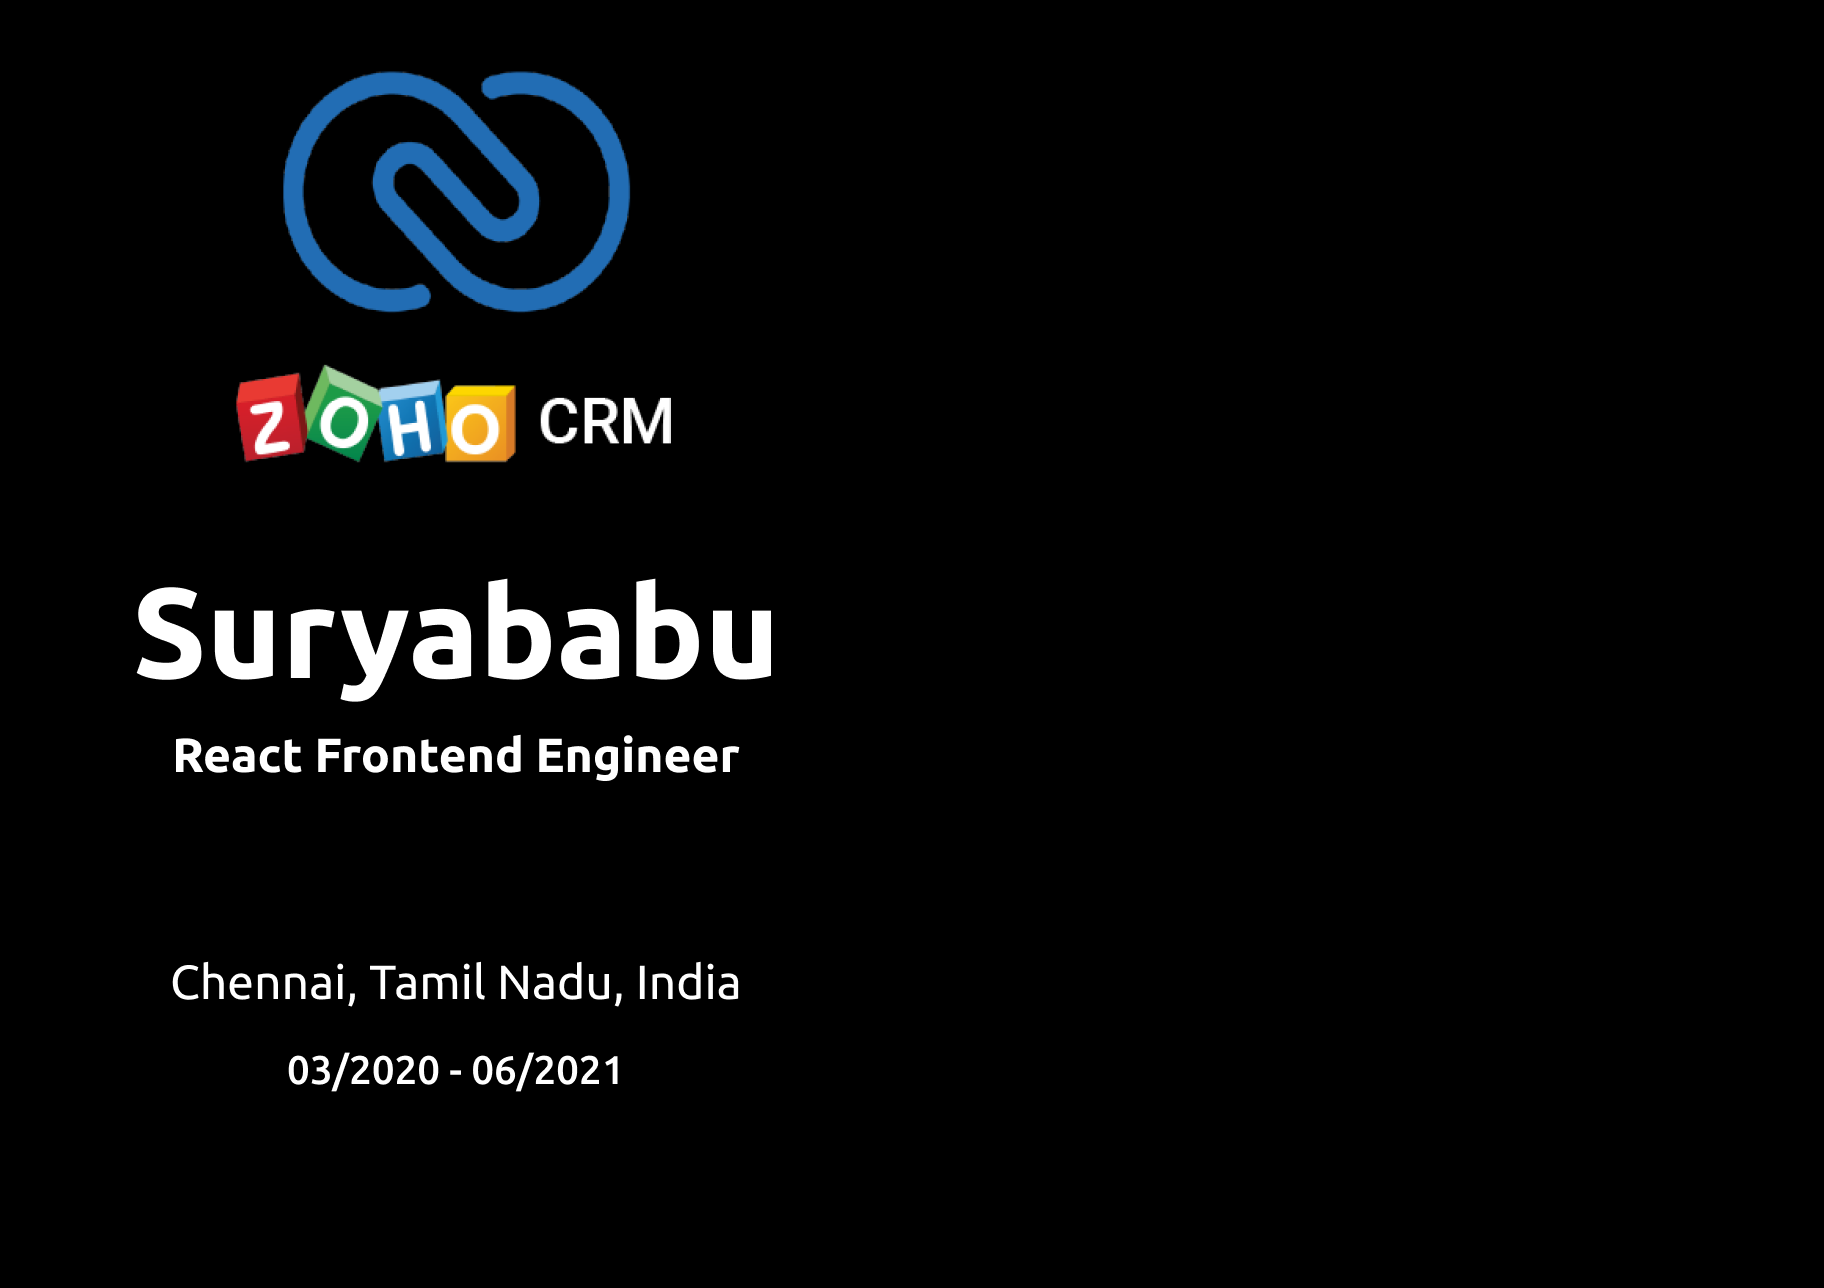 ZOHO CRM
Suryababu
React Frontend Engineer
Chennai, Tamil Nadu, India
03/2020 - 06/2021